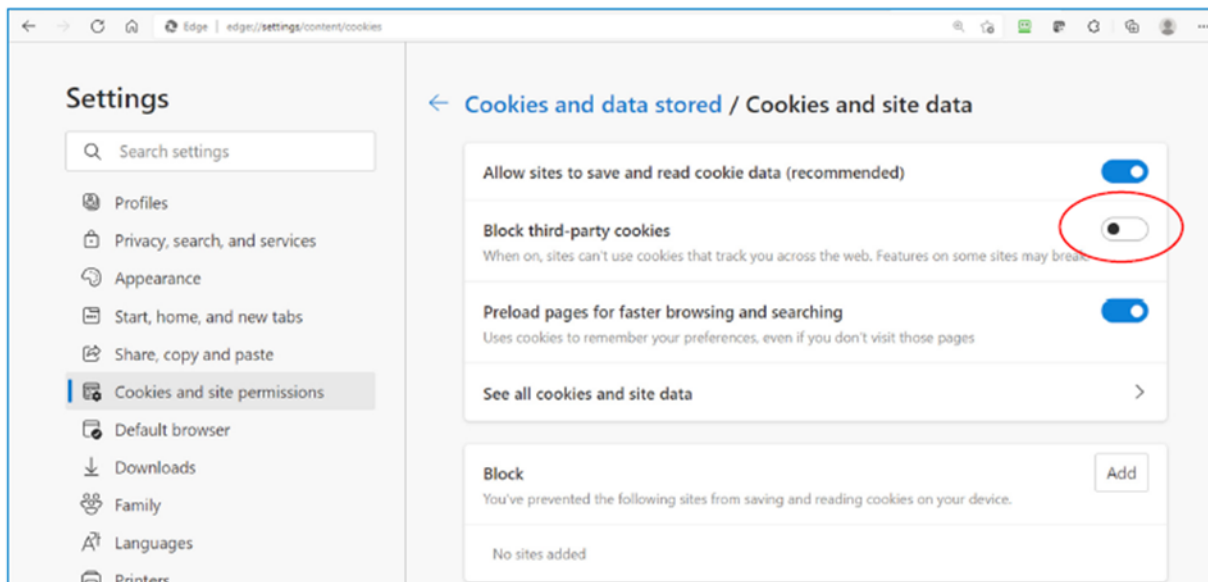 Edge | edge://settings/content/cookies
Settings
Search settings
Profiles
Privacy, search, and services
Appearance
Start, home, and new tabs
Share, copy and paste
Cookies and site permissions
Default browser
Downloads
Family
Languages
Printers
Cookies and data stored / Cookies and site data
Allow sites to save and read cookie data (recommended)
Block third-party cookies
When on, sites can't use cookies that track you across the web. Features on some sites may break.
Preload pages for faster browsing and searching
Uses cookies to remember your preferences, even if you don't visit those pages
See all cookies and site data
Block
Add
You've prevented the following sites from saving and reading cookies on your device.
No sites added